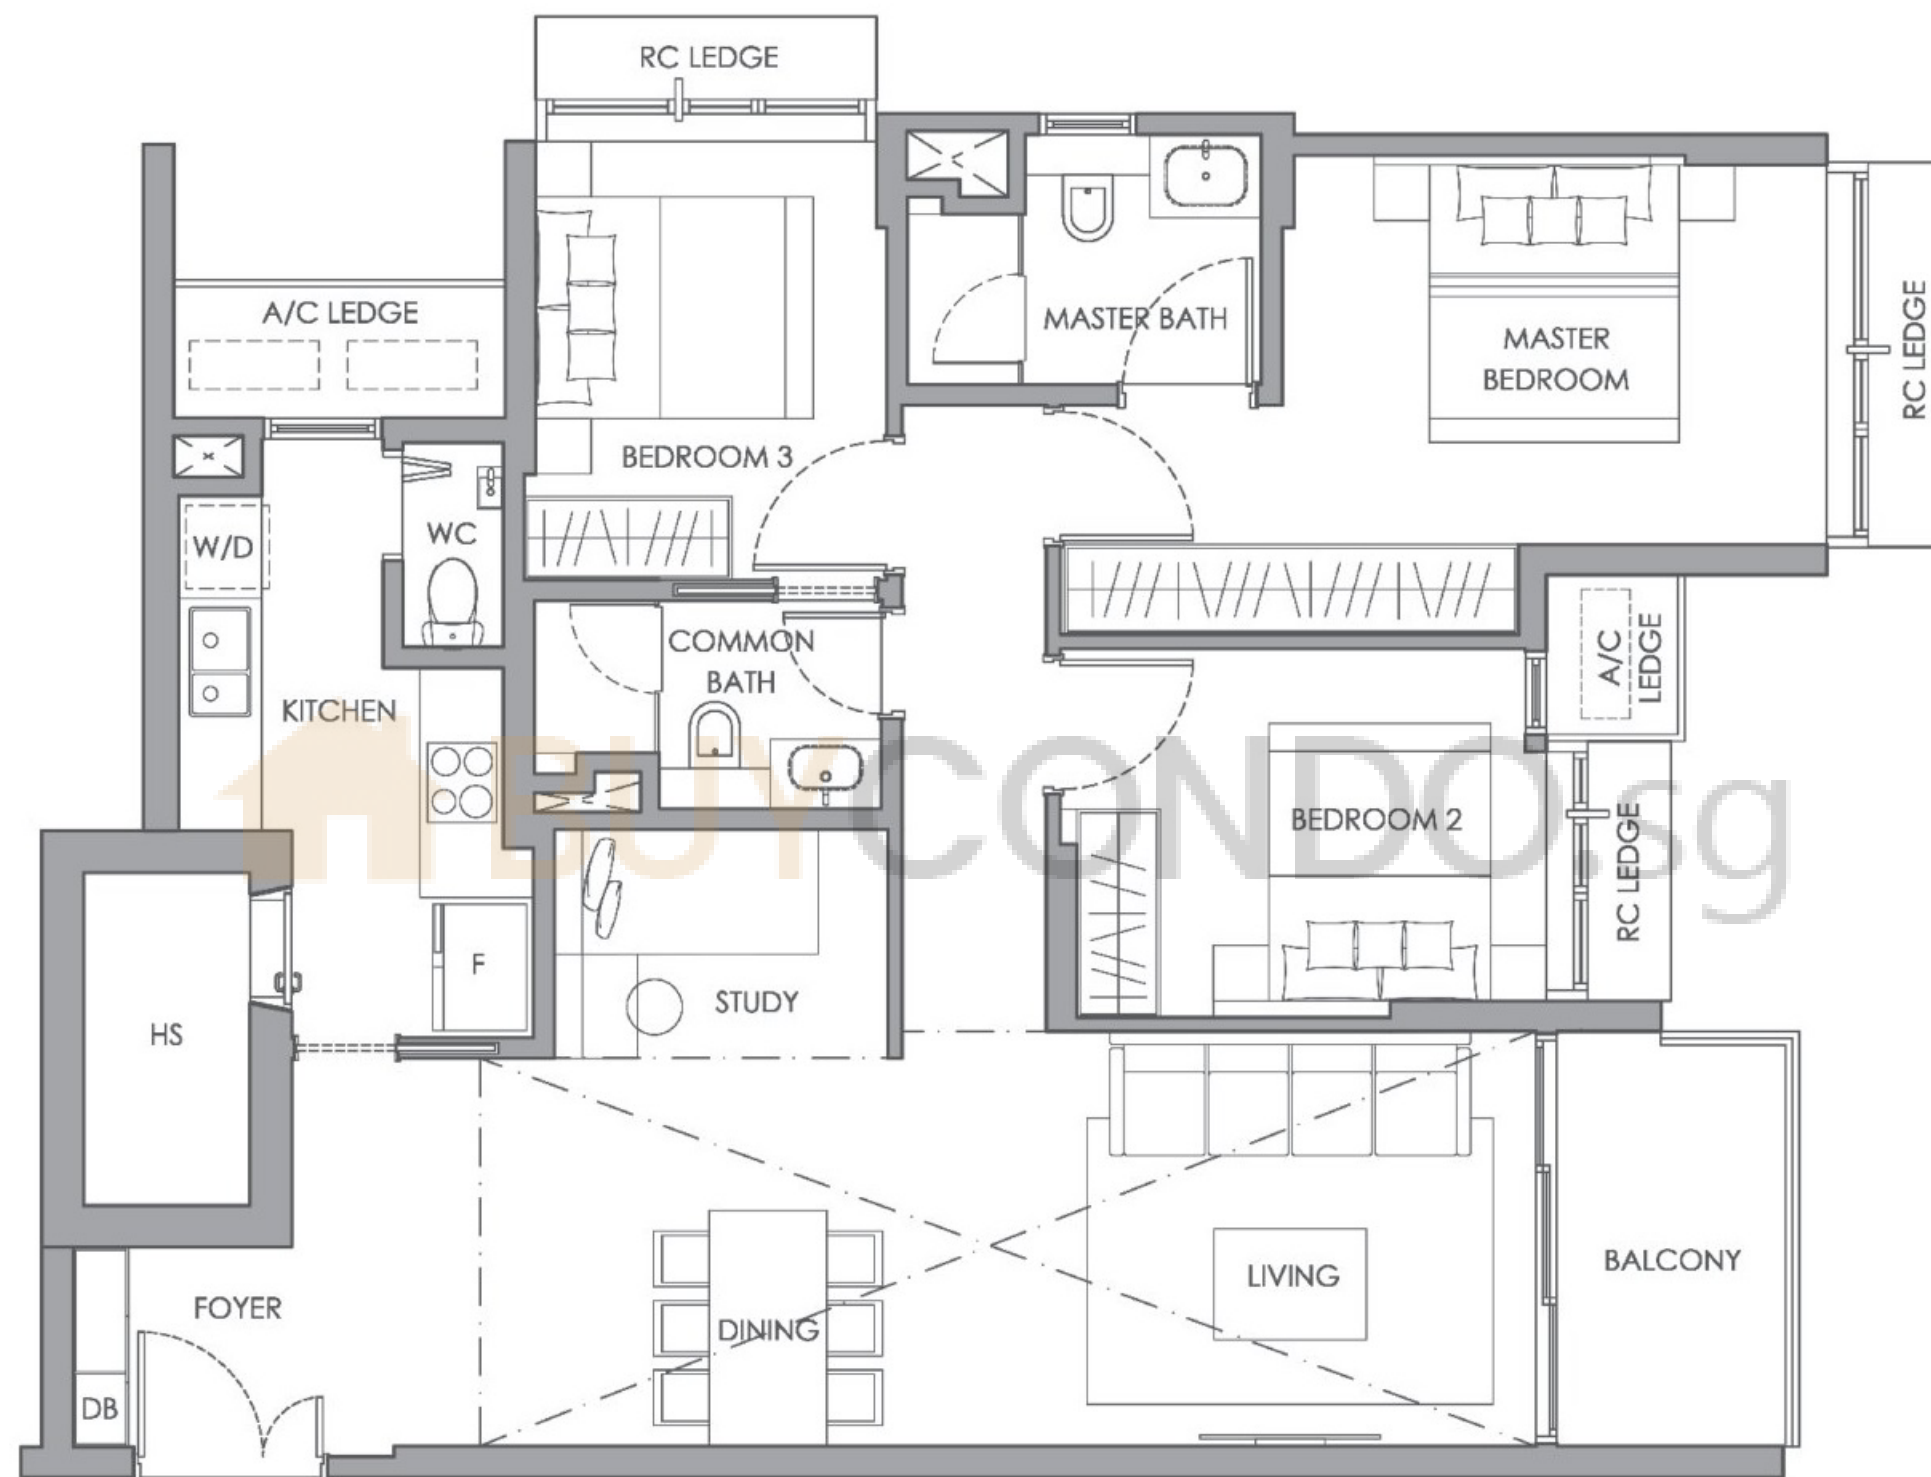 RC LEDGE
A/C LEDGE
MASTER BATH
MASTER
BEDROOM
RC LEDGE
BEDROOM 3
W/D
WC
COMMON
BATH
A/C
LEDGE
KITCHEN
BUYCONDO.sg
BEDROOM 2
RC LEDGE
F
STUDY
HS
FOYER
DINING
LIVING
BALCONY
DB